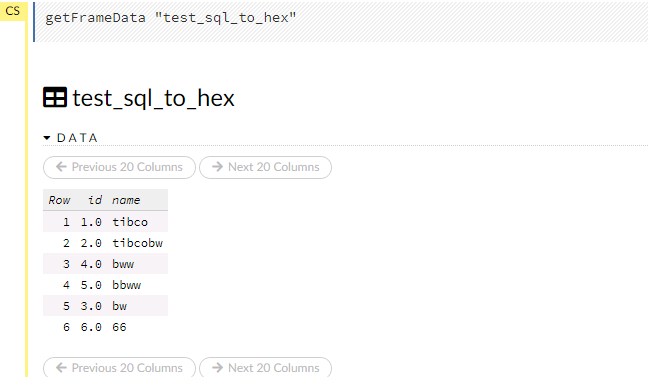 CS
getFrameData "test_sql_to_hex"
test_sql_to_hex
DATA
Previous 20 Columns Next 20 Columns
Row id name
1 1.0 tibco
2 2.0 tibcobw
3 4.0 bww
4 5.0 bbww
5 3.0 bw
6 6.0 66
Previous 20 Columns Next 20 Columns